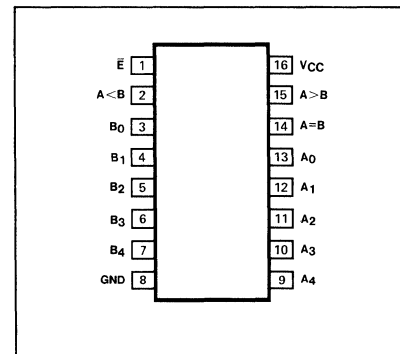 Ē 1 16 VCC
A<B 2 15 A>B
B0 3 14 A=B
B1 4 13 A0
B2 5 12 A1
B3 6 11 A2
B4 7 10 A3
GND 8 9 A4